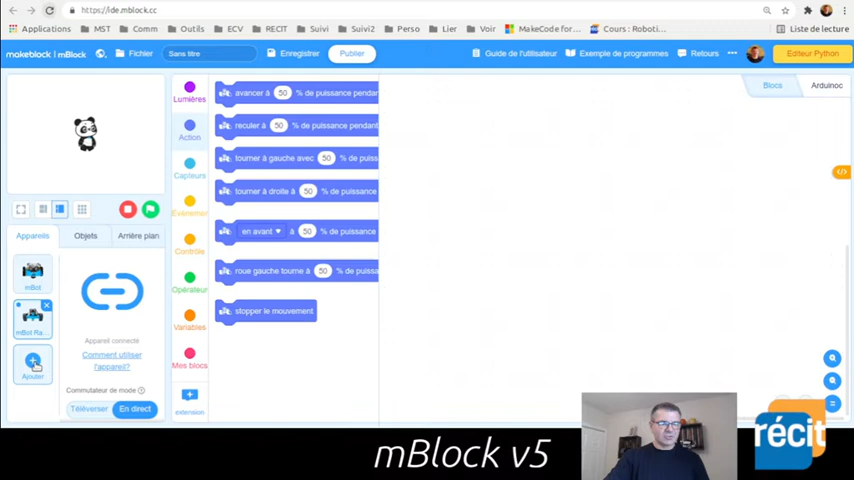 https://ide.mblock.cc
Applications MST Comm Outils ECV RECIT Suivi Suivi2 Perso Lier Voir MakeCode for... Cours : Roboti... Liste de lecture
makeblock | mBlock Fichier Sans titre Enregistrer Publier Guide de l'utilisateur Exemple de programmes Retours Editeur Python
Blocs Arduinoc
Lumières
Action
Capteurs
Événement
Contrôle
Opérateur
Variables
Mes blocs
extension
avancer à 50 % de puissance pendan
reculer à 50 % de puissance pendant
tourner à gauche avec 50 % de puiss
tourner à droite à 50 % de puissance
en avant à 50 % de puissance
roue gauche tourne à 50 % de puissa
stopper le mouvement
Appareils Objets Arrière plan
mBot
mBot Ra...
Ajouter
Appareil connecté
Comment utiliser
l'appareil?
Commutateur de mode
Téléverser En direct
mBlock v5
récit